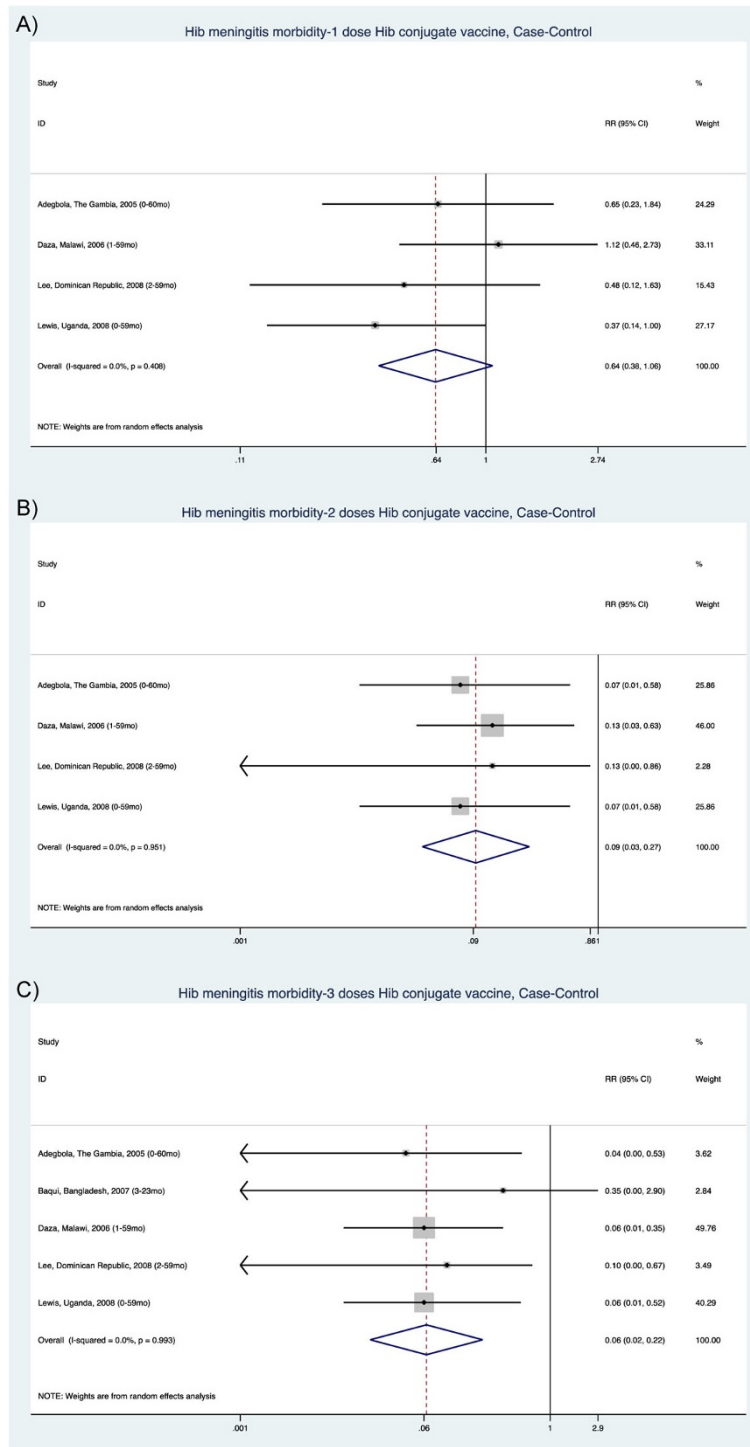 A)
Hib meningitis morbidity-1 dose Hib conjugate vaccine, Case-Control
Study %
ID RR (95% CI) Weight
Adegbola, The Gambia, 2005 (0-60mo) 0.65 (0.23, 1.84) 24.29
Daza, Malawi, 2006 (1-59mo) 1.12 (0.46, 2.73) 33.11
Lee, Dominican Republic, 2008 (2-59mo) 0.48 (0.12, 1.63) 15.43
Lewis, Uganda, 2008 (0-59mo) 0.37 (0.14, 1.00) 27.17
Overall (I-squared = 0.0%, p = 0.408) 0.64 (0.38, 1.06) 100.00
NOTE: Weights are from random effects analysis
.11 .64 1 2.74
B)
Hib meningitis morbidity-2 doses Hib conjugate vaccine, Case-Control
Study %
ID RR (95% CI) Weight
Adegbola, The Gambia, 2005 (0-60mo) 0.07 (0.01, 0.58) 25.86
Daza, Malawi, 2006 (1-59mo) 0.13 (0.03, 0.63) 46.00
Lee, Dominican Republic, 2008 (2-59mo) 0.13 (0.00, 0.86) 2.28
Lewis, Uganda, 2008 (0-59mo) 0.07 (0.01, 0.58) 25.86
Overall (I-squared = 0.0%, p = 0.951) 0.09 (0.03, 0.27) 100.00
NOTE: Weights are from random effects analysis
.001 .09 .861
C)
Hib meningitis morbidity-3 doses Hib conjugate vaccine, Case-Control
Study %
ID RR (95% CI) Weight
Adegbola, The Gambia, 2005 (0-60mo) 0.04 (0.00, 0.53) 3.62
Baqui, Bangladesh, 2007 (3-23mo) 0.35 (0.00, 2.90) 2.84
Daza, Malawi, 2006 (1-59mo) 0.06 (0.01, 0.35) 49.76
Lee, Dominican Republic, 2008 (2-59mo) 0.10 (0.00, 0.67) 3.49
Lewis, Uganda, 2008 (0-59mo) 0.06 (0.01, 0.52) 40.29
Overall (I-squared = 0.0%, p = 0.993) 0.06 (0.02, 0.22) 100.00
NOTE: Weights are from random effects analysis
.001 .06 1 2.9